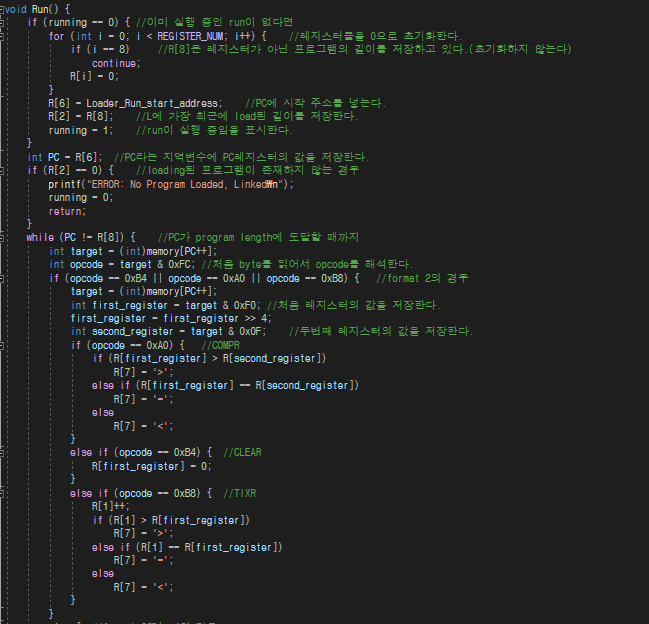 void Run() {
if (running == 0) { //이미 실행 중인 run이 없다면
for (int i = 0; i < REGISTER_NUM; i++) { //레지스터들을 0으로 초기화한다.
if (i == 8) //R[8]은 레지스터가 아닌 프로그램의 길이를 저장하고 있다.(초기화하지 않는다)
continue;
R[i] = 0;
}
R[6] = Loader_Run_start_address; //PC에 시작 주소를 넣는다.
R[2] = R[8]; //L에 가장 최근에 load된 길이를 저장한다.
running = 1; //run이 실행 중임을 표시한다.
}
int PC = R[6]; //PC라는 지역변수에 PC레지스터의 값을 저장한다.
if (R[2] == 0) { //loading된 프로그램이 존재하지 않는 경우
printf("ERROR: No Program Loaded, Linked₩n");
running = 0;
return;
}
while (PC != R[8]) { //PC가 program length에 도달할 때까지
int target = (int)memory[PC++];
int opcode = target & 0xFC; //처음 byte를 읽어서 opcode를 해석한다.
if (opcode == 0xB4 || opcode == 0xA0 || opcode == 0xB8) { //format 2의 경우
target = (int)memory[PC++];
int first_register = target & 0xF0; //처음 레지스터의 값을 저장한다.
first_register = first_register >> 4;
int second_register = target & 0x0F; //두번째 레지스터의 값을 저장한다.
if (opcode == 0xA0) { //COMPR
if (R[first_register] > R[second_register])
R[7] = '>';
else if (R[first_register] == R[second_register])
R[7] = '=';
else
R[7] = '<';
}
else if (opcode == 0xB4) { //CLEAR
R[first_register] = 0;
}
else if (opcode == 0xB8) { //TIXR
R[1]++;
if (R[1] > R[first_register])
R[7] = '>';
else if (R[1] == R[first_register])
R[7] = '=';
else
R[7] = '<';
}
}